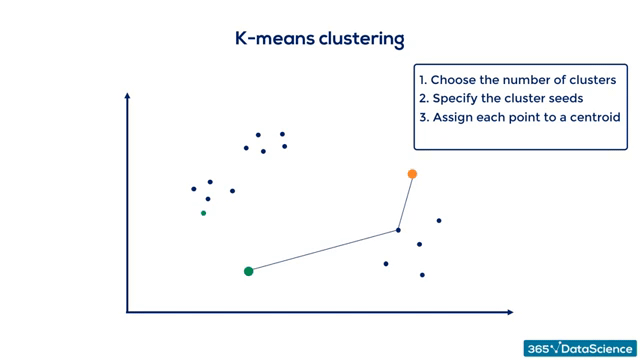 K-means clustering
1. Choose the number of clusters
2. Specify the cluster seeds
3. Assign each point to a centroid
365 DataScience